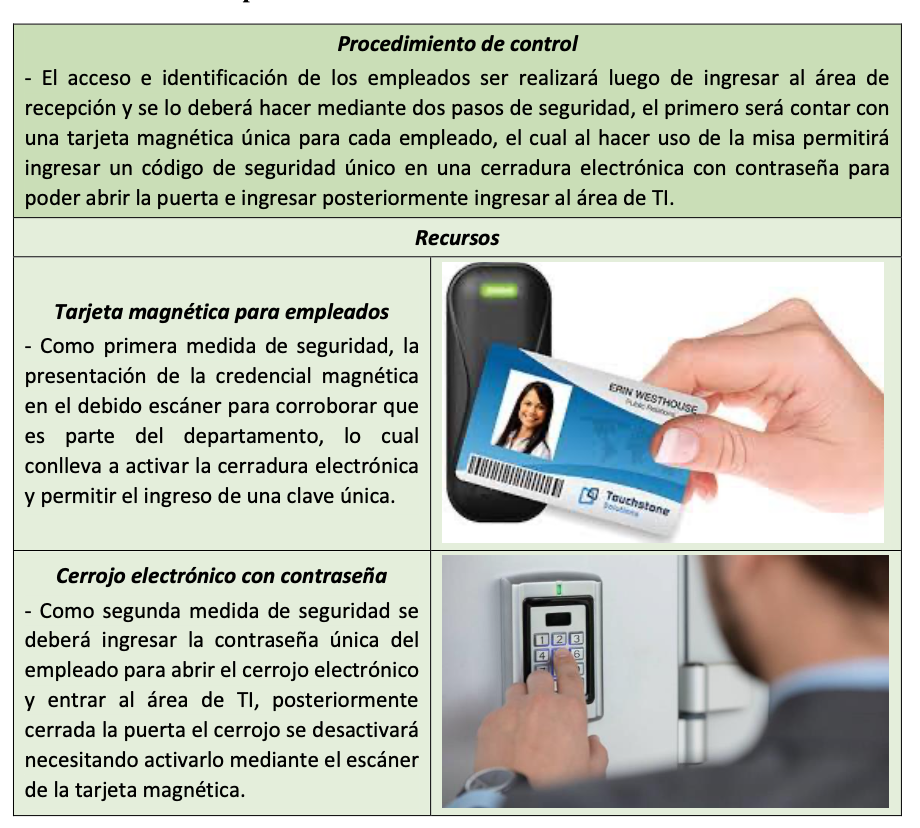 Procedimiento de control
- El acceso e identificación de los empleados ser realizará luego de ingresar al área de
recepción y se lo deberá hacer mediante dos pasos de seguridad, el primero será contar con
una tarjeta magnética única para cada empleado, el cual al hacer uso de la misa permitirá
ingresar un código de seguridad único en una cerradura electrónica con contraseña para
poder abrir la puerta e ingresar posteriormente ingresar al área de TI.
Recursos
Tarjeta magnética para empleados
- Como primera medida de seguridad, la
presentación de la credencial magnética
en el debido escáner para corroborar que
es parte del departamento, lo cual
conlleva a activar la cerradura electrónica
y permitir el ingreso de una clave única.
ERIN WESTHOUSE
Public Relations
Touchstone
Solutions
Cerrojo electrónico con contraseña
- Como segunda medida de seguridad se
deberá ingresar la contraseña única del
empleado para abrir el cerrojo electrónico
y entrar al área de TI, posteriormente
cerrada la puerta el cerrojo se desactivará
necesitando activarlo mediante el escáner
de la tarjeta magnética.
1 2 3
4 6